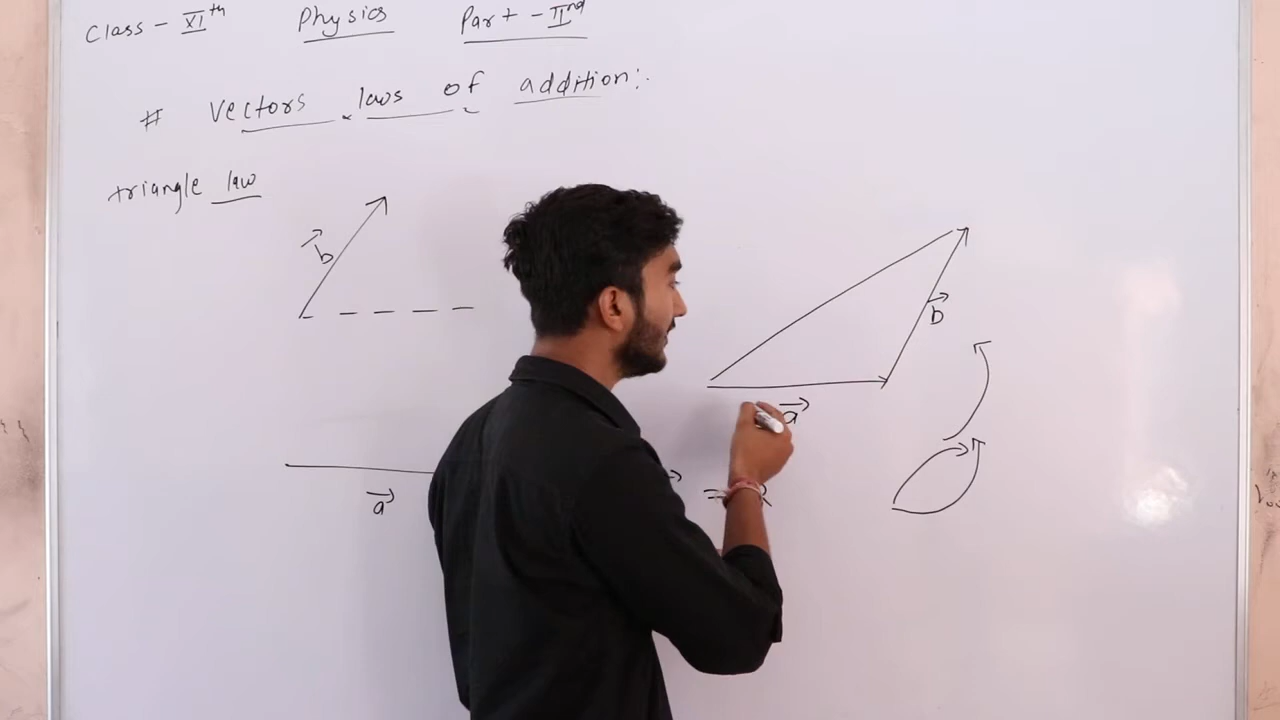 Class - XIth Physics Part - IInd
# Vectors laws of addition:
triangle law
b
b
a
a
=